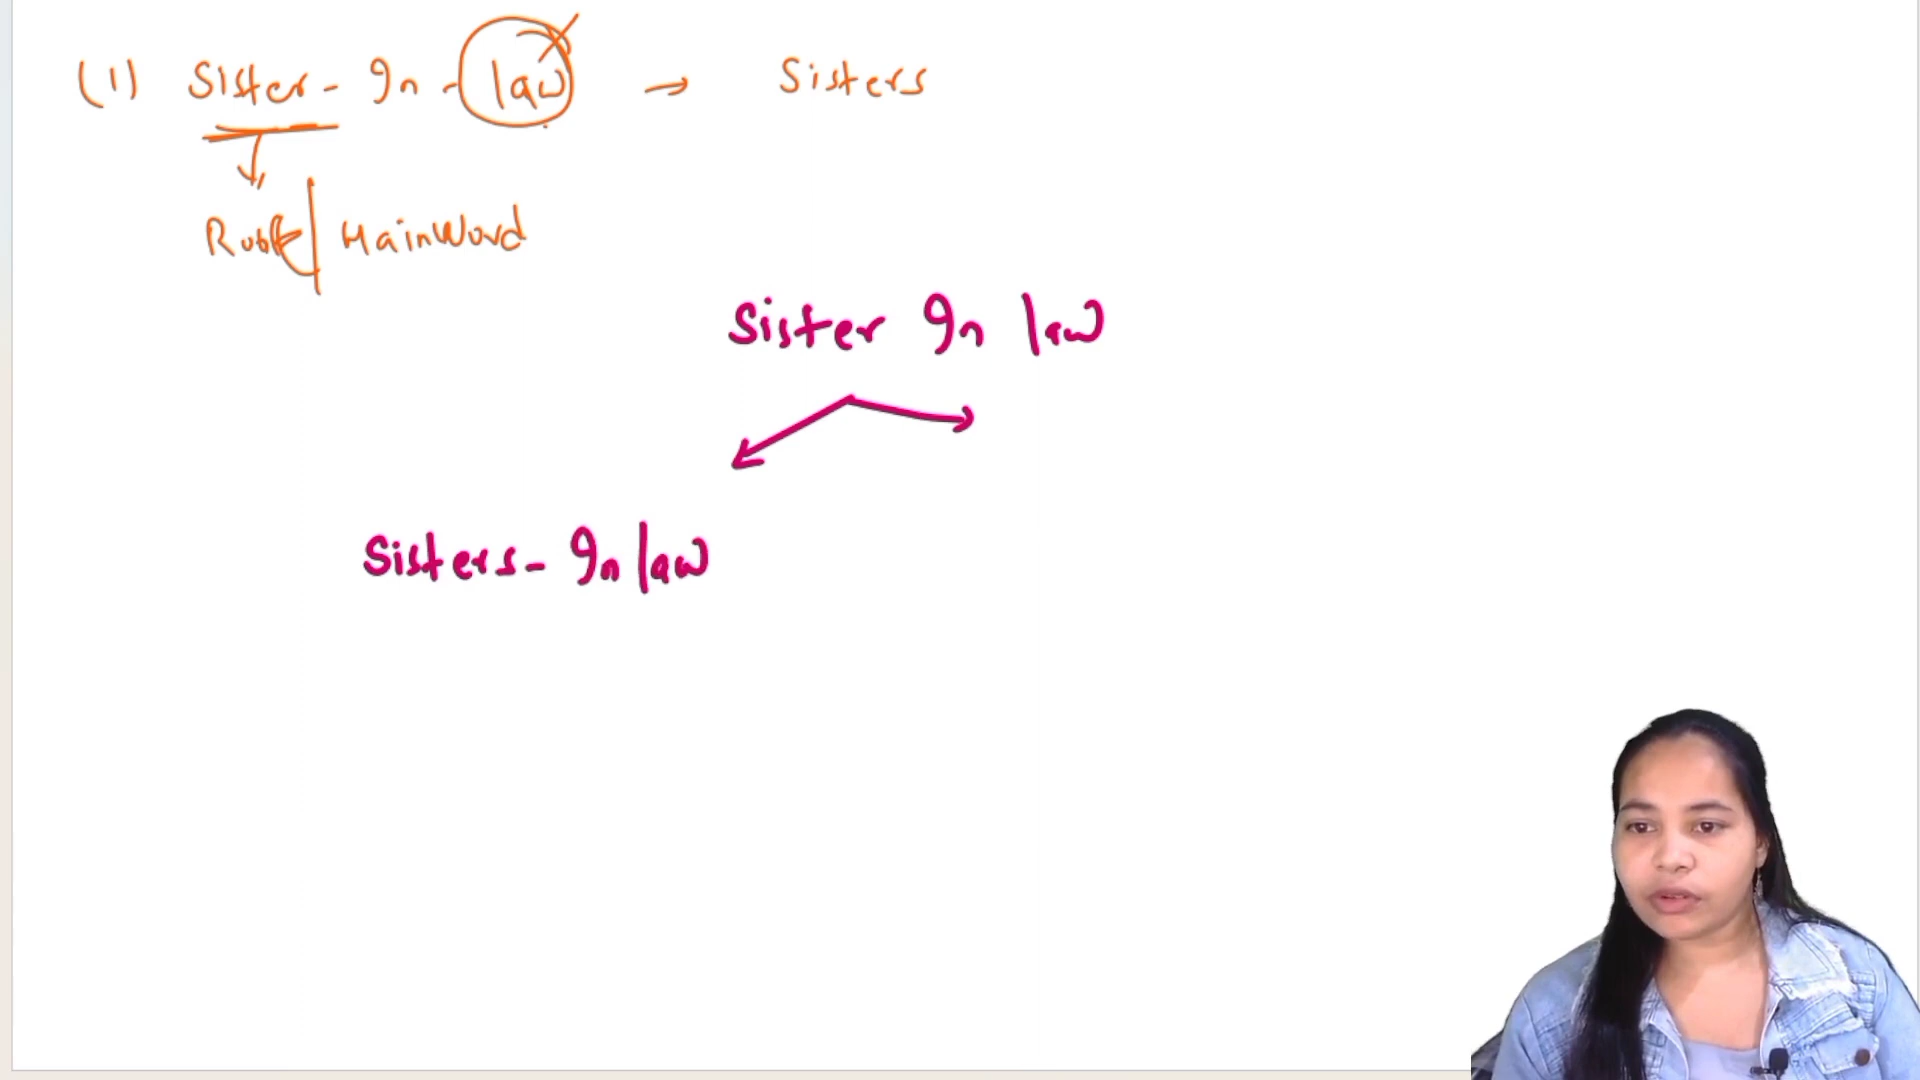 (1) Sister - In - law → Sisters
Root / Main Word
Sister In law
Sisters - In law